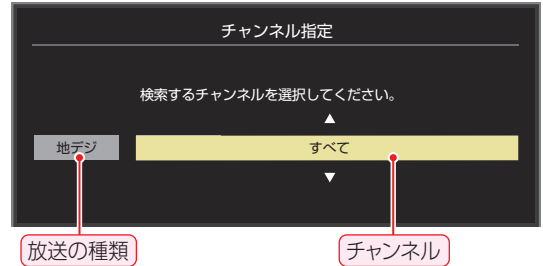 チャンネル指定
検索するチャンネルを選択してください。
▲
地デジ すべて
▼
放送の種類 チャンネル